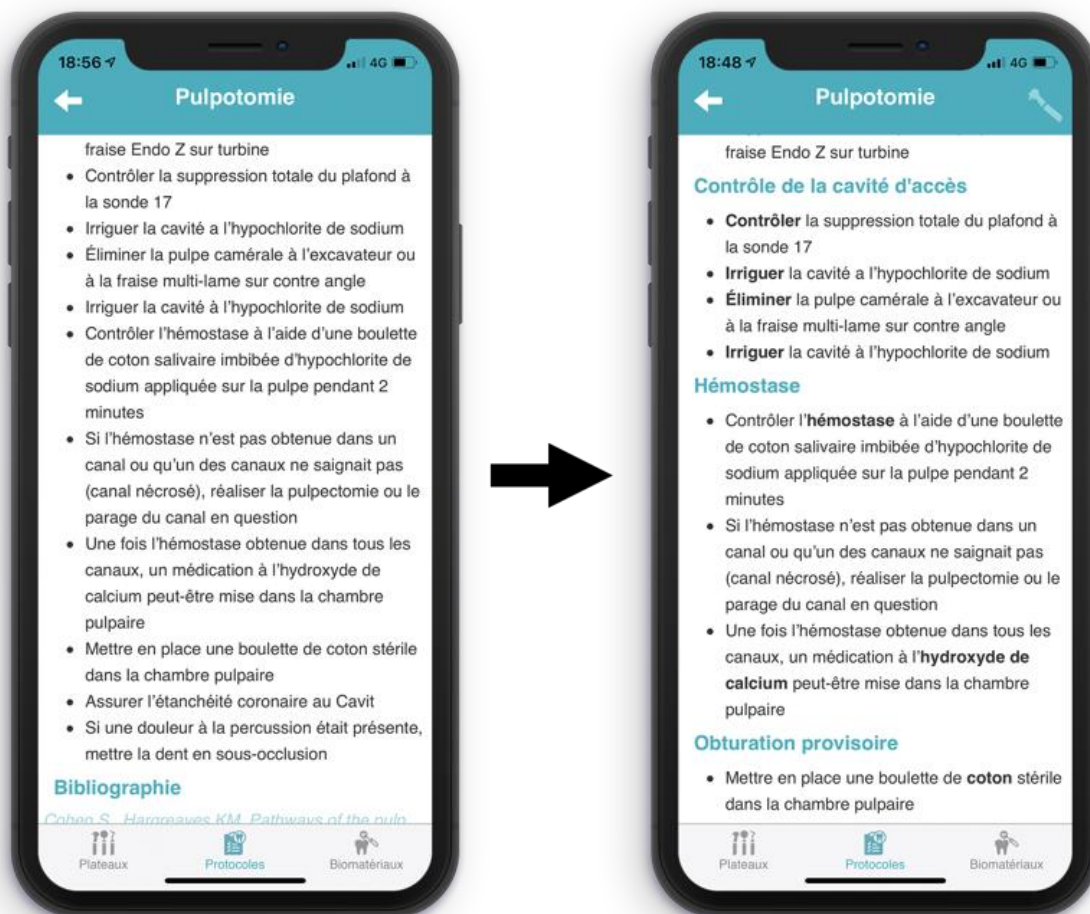 18:56
4G
Pulpotomie
fraise Endo Z sur turbine
• Contrôler la suppression totale du plafond à
la sonde 17
• Irriguer la cavité a l'hypochlorite de sodium
• Éliminer la pulpe camérale à l'excavateur ou
à la fraise multi-lame sur contre angle
• Irriguer la cavité à l'hypochlorite de sodium
• Contrôler l'hémostase à l'aide d'une boulette
de coton salivaire imbibée d'hypochlorite de
sodium appliquée sur la pulpe pendant 2
minutes
• Si l'hémostase n'est pas obtenue dans un
canal ou qu'un des canaux ne saignait pas
(canal nécrosé), réaliser la pulpectomie ou le
parage du canal en question
• Une fois l'hémostase obtenue dans tous les
canaux, un médication à l'hydroxyde de
calcium peut-être mise dans la chambre
pulpaire
• Mettre en place une boulette de coton stérile
dans la chambre pulpaire
• Assurer l'étanchéité coronaire au Cavit
• Si une douleur à la percussion était présente,
mettre la dent en sous-occlusion
Bibliographie
Cohen S., Hargreaves KM. Pathways of the pulp
Plateaux
Protocoles
Biomatériaux
18:48
4G
Pulpotomie
fraise Endo Z sur turbine
Contrôle de la cavité d'accès
• Contrôler la suppression totale du plafond à
la sonde 17
• Irriguer la cavité a l'hypochlorite de sodium
• Éliminer la pulpe camérale à l'excavateur ou
à la fraise multi-lame sur contre angle
• Irriguer la cavité à l'hypochlorite de sodium
Hémostase
• Contrôler l'hémostase à l'aide d'une boulette
de coton salivaire imbibée d'hypochlorite de
sodium appliquée sur la pulpe pendant 2
minutes
• Si l'hémostase n'est pas obtenue dans un
canal ou qu'un des canaux ne saignait pas
(canal nécrosé), réaliser la pulpectomie ou le
parage du canal en question
• Une fois l'hémostase obtenue dans tous les
canaux, un médication à l'hydroxyde de
calcium peut-être mise dans la chambre
pulpaire
Obturation provisoire
• Mettre en place une boulette de coton stérile
dans la chambre pulpaire
Plateaux
Protocoles
Biomatériaux